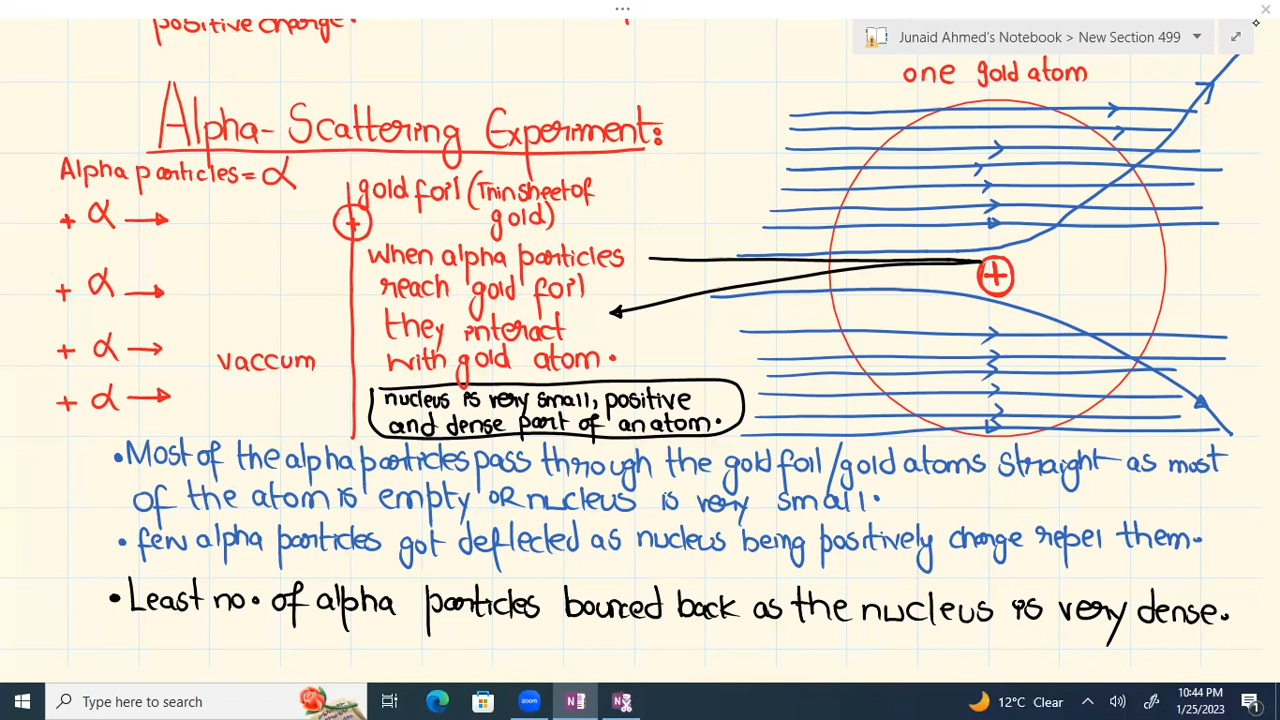 positive charge.
Junaid Ahmed's Notebook > New Section 499
one gold atom
Alpha-Scattering Experiment:
Alpha particles = α
gold foil (Thin sheet of
gold)
+ α →
+
when alpha particles
reach gold foil
+ α →
they interact
+ α →
with gold atom.
vaccum
+ α →
nucleus is very small, positive
and dense part of an atom.
+
• Most of the alpha particles pass through the gold foil/gold atoms straight as most
of the atom is empty OR nucleus is very small.
• few alpha particles got deflected as nucleus being positively charge repel them.
• Least no. of alpha particles bounced back as the nucleus is very dense.
Type here to search
zoom
N
12°C Clear
10:44 PM
1/25/2023
1